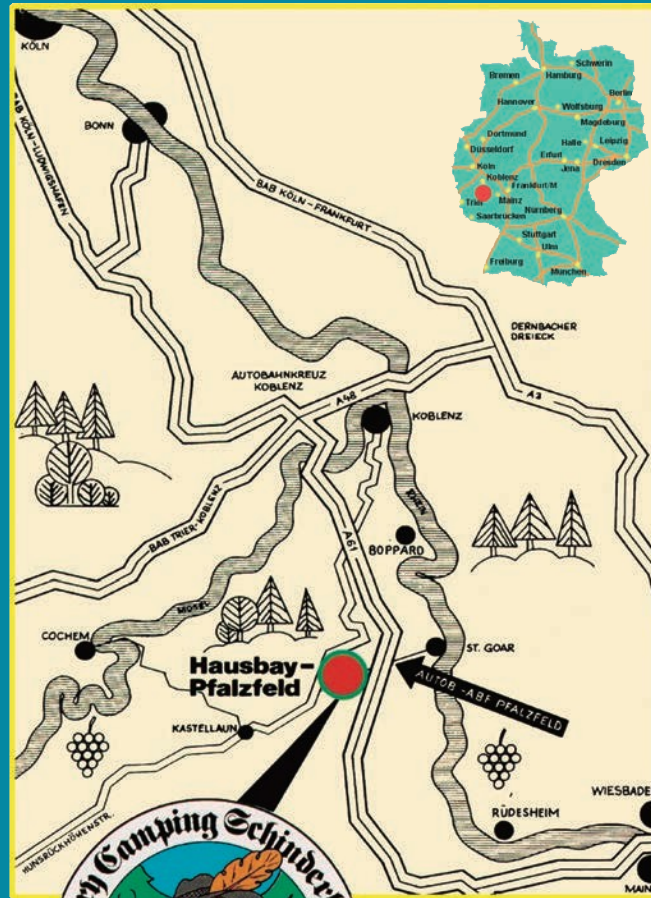 KÖLN
BONN
BAB KÖLN-LUDWIGSHAFEN
BAB KÖLN-FRANKFURT
Schwerin
Bremen
Hamburg
Berlin
Hannover
Wolfsburg
Magdeburg
Dortmund
Halle
Leipzig
Düsseldorf
Erfurt
Dresden
Köln
Jena
Koblenz
Frankfurt/M
Trier
Mainz
Nürnberg
Saarbrücken
Stuttgart
Ulm
Freiburg
München
DERNBACHER
DREIECK
AUTOBAHNKREUZ
KOBLENZ
A48
A3
KOBLENZ
RHEIN
A61
BOPPARD
BAB TRIER-KOBLENZ
MOSEL
COCHEM
ST. GOAR
Hausbay–
Pfalzfeld
AUTOB.-ABF. PFALZFELD
KASTELLAUN
HUNSRÜCKHÖHENSTR.
WIESBADE
RÜDESHEIM
MAIN
Camping Schinder